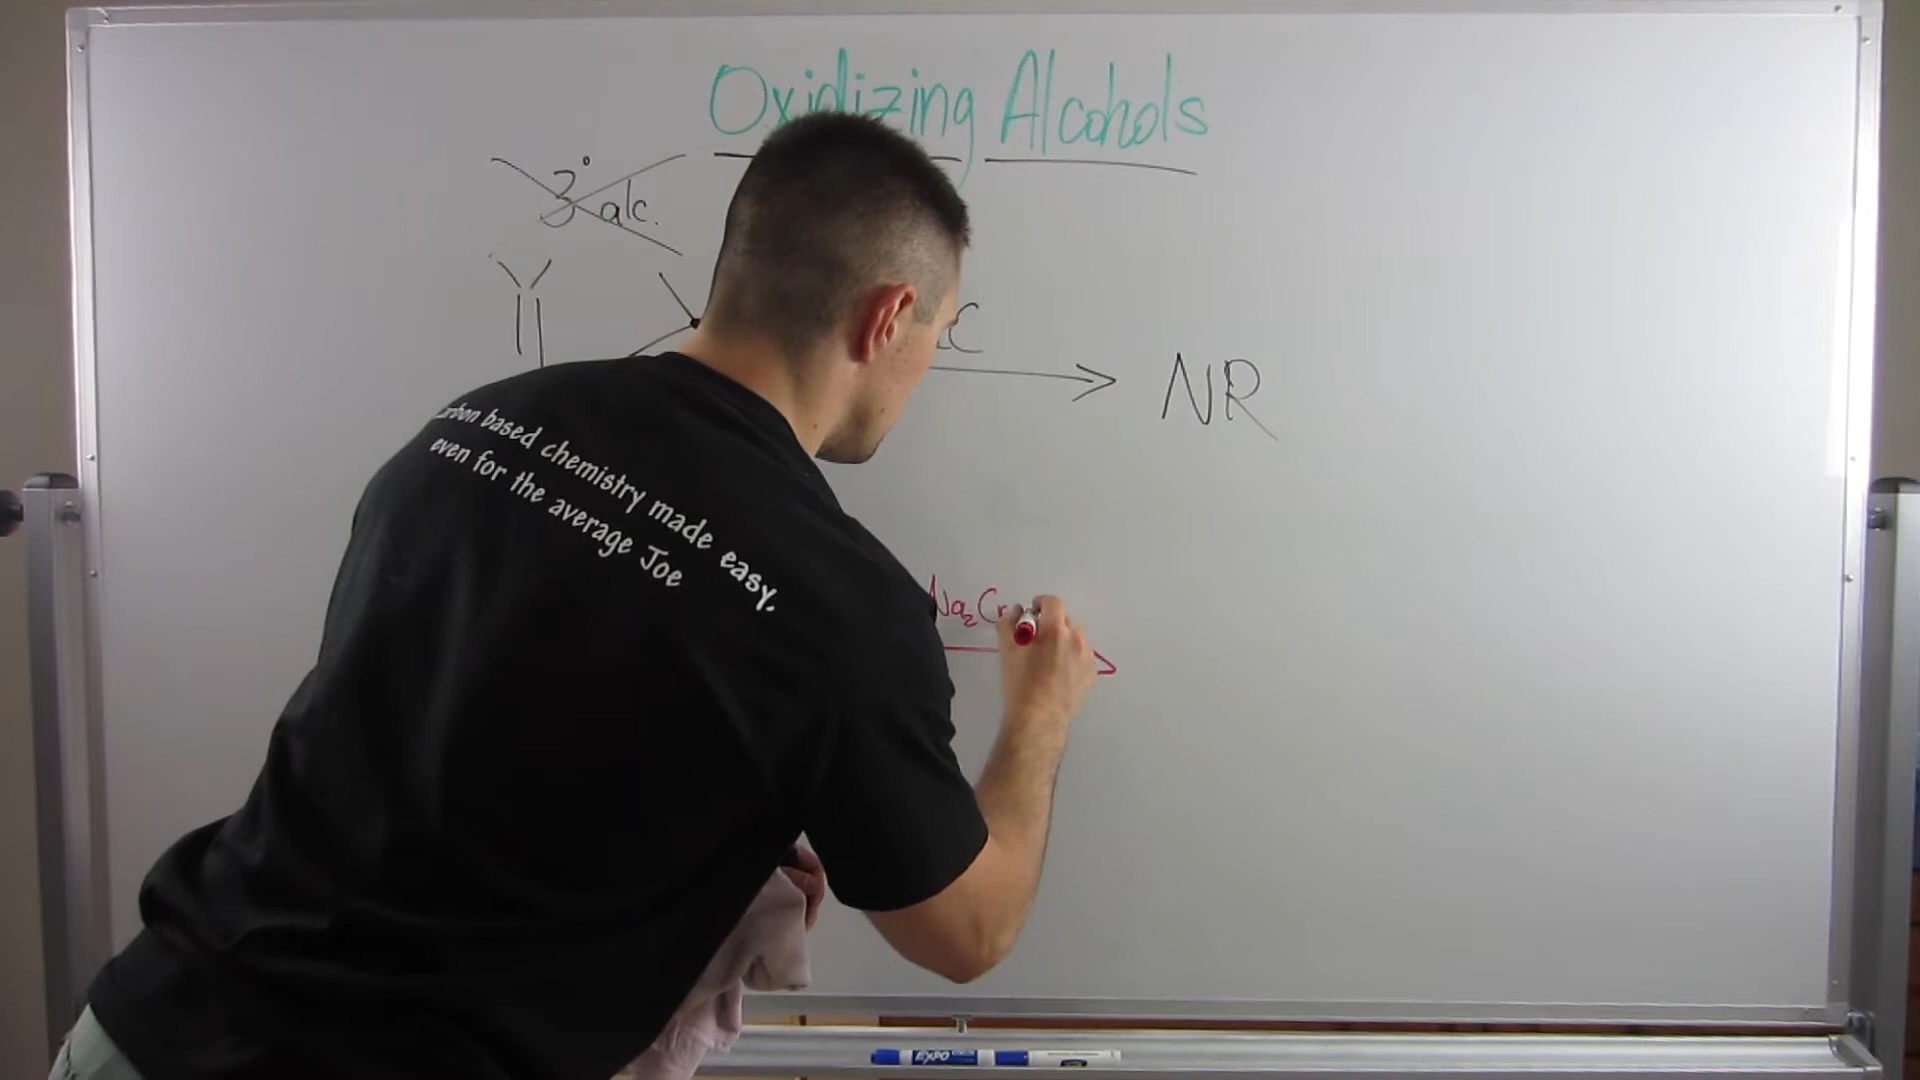 Oxidizing Alcohols
3° alc.
C
NR
Carbon based chemistry made easy.
even for the average Joe
Na₂Cr
EXPO